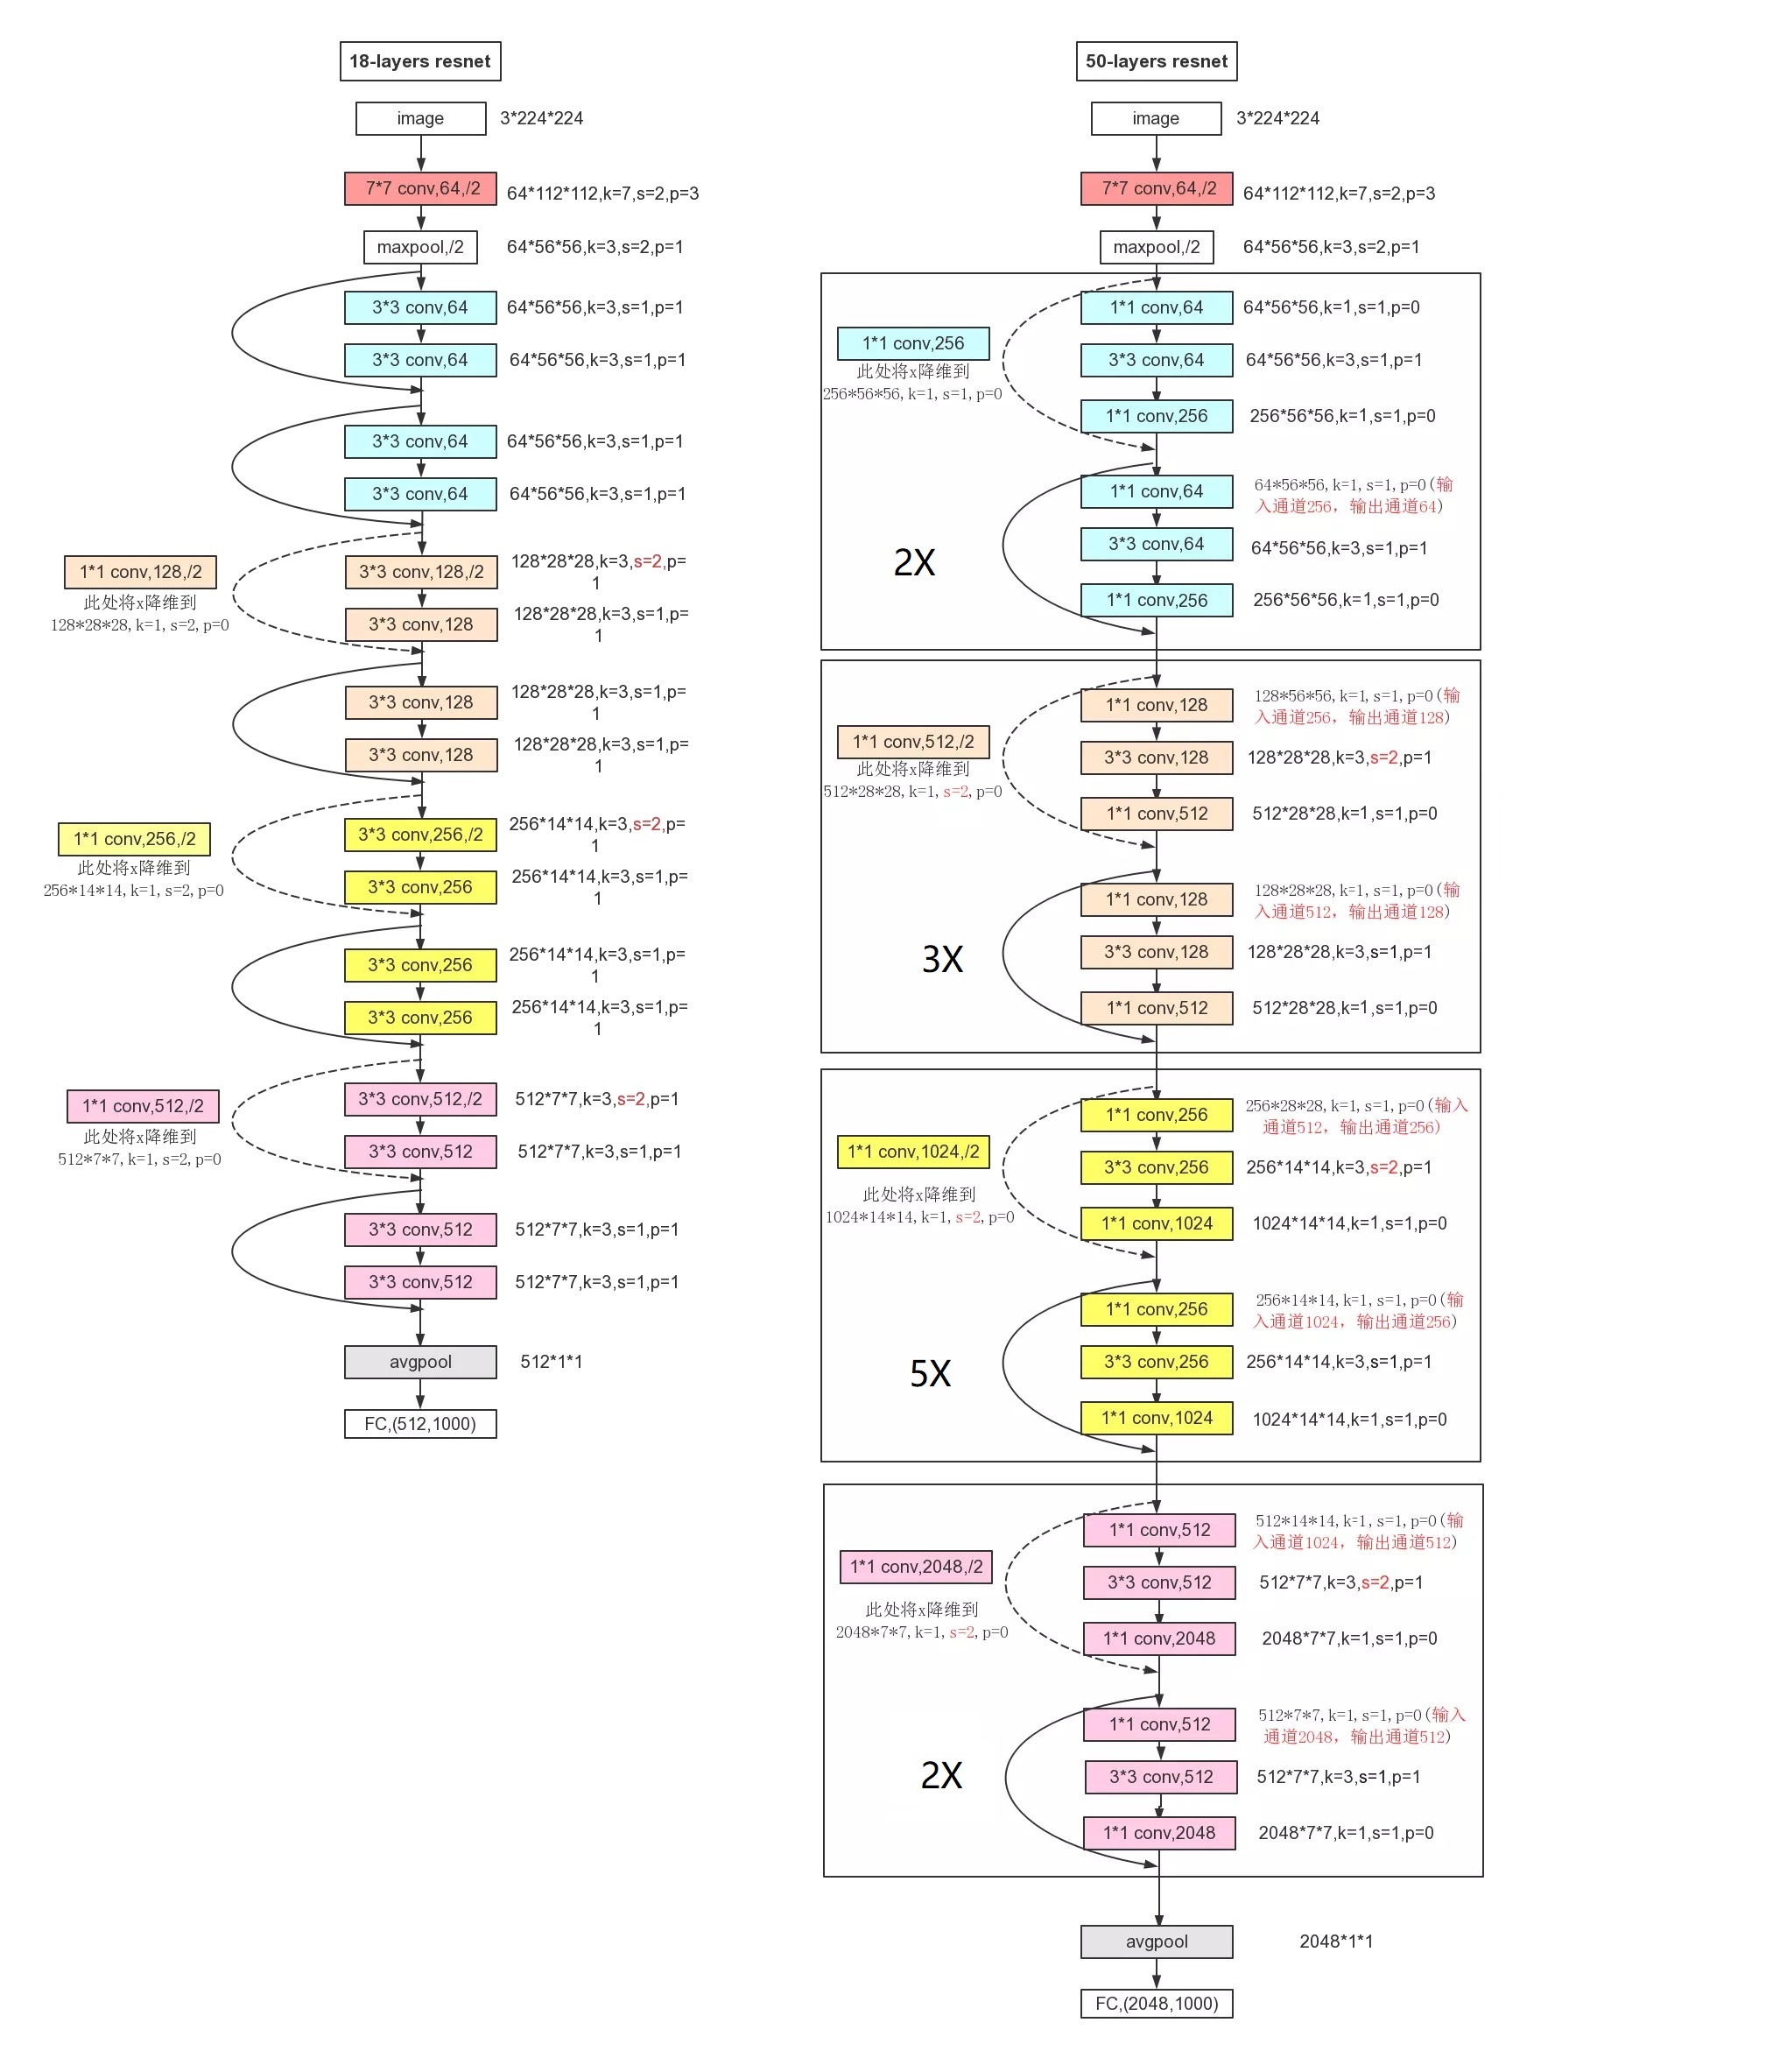 18-layers resnet
image
3*224*224
7*7 conv,64,/2
64*112*112,k=7,s=2,p=3
maxpool,/2
64*56*56,k=3,s=2,p=1
3*3 conv,64
64*56*56,k=3,s=1,p=1
3*3 conv,64
64*56*56,k=3,s=1,p=1
3*3 conv,64
64*56*56,k=3,s=1,p=1
3*3 conv,64
64*56*56,k=3,s=1,p=1
1*1 conv,128,/2
此处将x降维到
128*28*28,k=1,s=2,p=0
3*3 conv,128,/2
128*28*28,k=3,s=2,p=
1
3*3 conv,128
128*28*28,k=3,s=1,p=
1
3*3 conv,128
128*28*28,k=3,s=1,p=
1
3*3 conv,128
128*28*28,k=3,s=1,p=
1
1*1 conv,256,/2
此处将x降维到
256*14*14,k=1,s=2,p=0
3*3 conv,256,/2
256*14*14,k=3,s=2,p=
1
3*3 conv,256
256*14*14,k=3,s=1,p=
1
3*3 conv,256
256*14*14,k=3,s=1,p=
1
3*3 conv,256
256*14*14,k=3,s=1,p=
1
1*1 conv,512,/2
此处将x降维到
512*7*7,k=1,s=2,p=0
3*3 conv,512,/2
512*7*7,k=3,s=2,p=1
3*3 conv,512
512*7*7,k=3,s=1,p=1
3*3 conv,512
512*7*7,k=3,s=1,p=1
3*3 conv,512
512*7*7,k=3,s=1,p=1
avgpool
512*1*1
FC,(512,1000)
50-layers resnet
image
3*224*224
7*7 conv,64,/2
64*112*112,k=7,s=2,p=3
maxpool,/2
64*56*56,k=3,s=2,p=1
1*1 conv,256
此处将x降维到
256*56*56,k=1,s=1,p=0
1*1 conv,64
64*56*56,k=1,s=1,p=0
3*3 conv,64
64*56*56,k=3,s=1,p=1
1*1 conv,256
256*56*56,k=1,s=1,p=0
2X
1*1 conv,64
64*56*56,k=1,s=1,p=0(输
入通道256，输出通道64)
3*3 conv,64
64*56*56,k=3,s=1,p=1
1*1 conv,256
256*56*56,k=1,s=1,p=0
1*1 conv,512,/2
此处将x降维到
512*28*28,k=1,s=2,p=0
1*1 conv,128
128*56*56,k=1,s=1,p=0(输
入通道256，输出通道128)
3*3 conv,128
128*28*28,k=3,s=2,p=1
1*1 conv,512
512*28*28,k=1,s=1,p=0
3X
1*1 conv,128
128*28*28,k=1,s=1,p=0(输
入通道512，输出通道128)
3*3 conv,128
128*28*28,k=3,s=1,p=1
1*1 conv,512
512*28*28,k=1,s=1,p=0
1*1 conv,1024,/2
此处将x降维到
1024*14*14,k=1,s=2,p=0
1*1 conv,256
256*28*28,k=1,s=1,p=0(输入
通道512，输出通道256)
3*3 conv,256
256*14*14,k=3,s=2,p=1
1*1 conv,1024
1024*14*14,k=1,s=1,p=0
5X
1*1 conv,256
256*14*14,k=1,s=1,p=0(输
入通道1024，输出通道256)
3*3 conv,256
256*14*14,k=3,s=1,p=1
1*1 conv,1024
1024*14*14,k=1,s=1,p=0
1*1 conv,2048,/2
此处将x降维到
2048*7*7,k=1,s=2,p=0
1*1 conv,512
512*14*14,k=1,s=1,p=0(输
入通道1024，输出通道512)
3*3 conv,512
512*7*7,k=3,s=2,p=1
1*1 conv,2048
2048*7*7,k=1,s=1,p=0
2X
1*1 conv,512
512*7*7,k=1,s=1,p=0(输入
通道2048，输出通道512)
3*3 conv,512
512*7*7,k=3,s=1,p=1
1*1 conv,2048
2048*7*7,k=1,s=1,p=0
avgpool
2048*1*1
FC,(2048,1000)